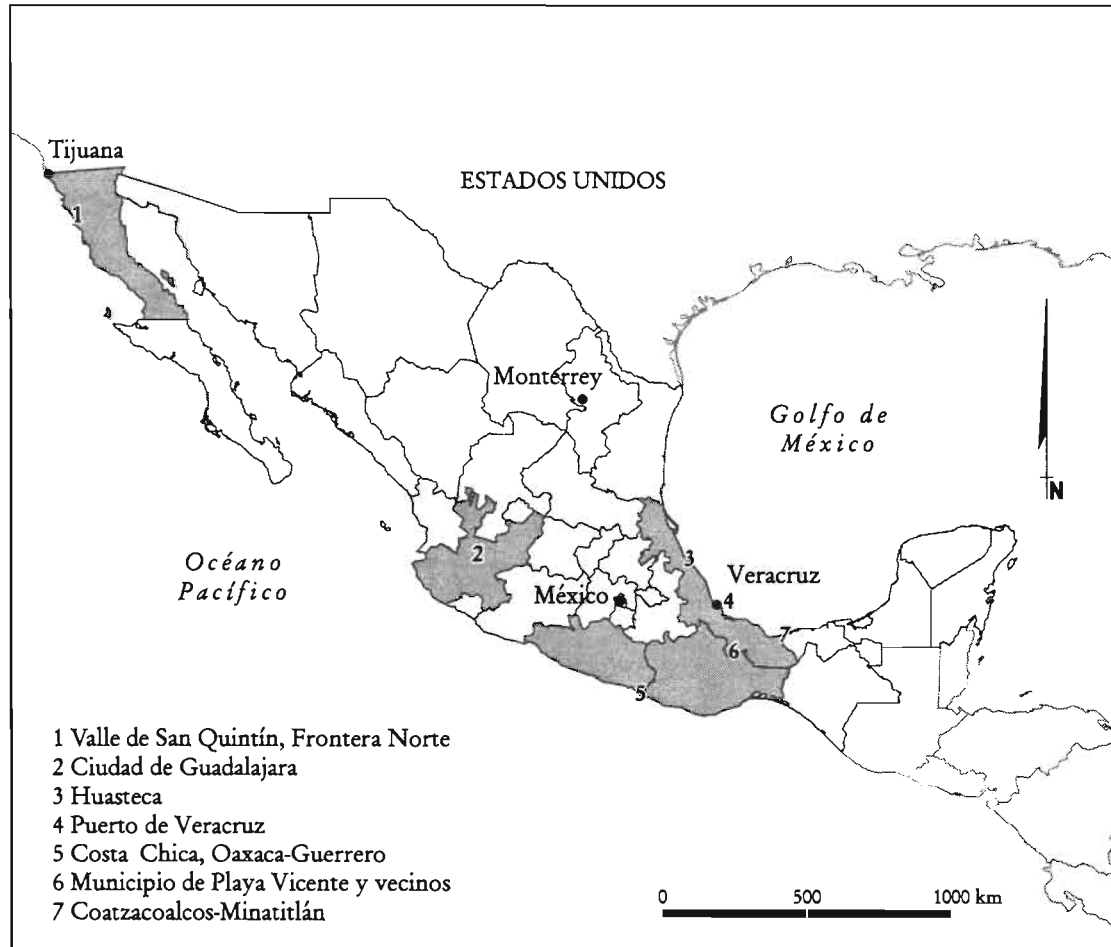 Tijuana
ESTADOS UNIDOS
1
Monterrey
Golfo de
México
N
Océano
Pacífico
2
3
Veracruz
4
México
7
6
5
1 Valle de San Quintín, Frontera Norte
2 Ciudad de Guadalajara
3 Huasteca
4 Puerto de Veracruz
5 Costa Chica, Oaxaca-Guerrero
6 Municipio de Playa Vicente y vecinos
7 Coatzacoalcos-Minatitlán
0 500 1000 km